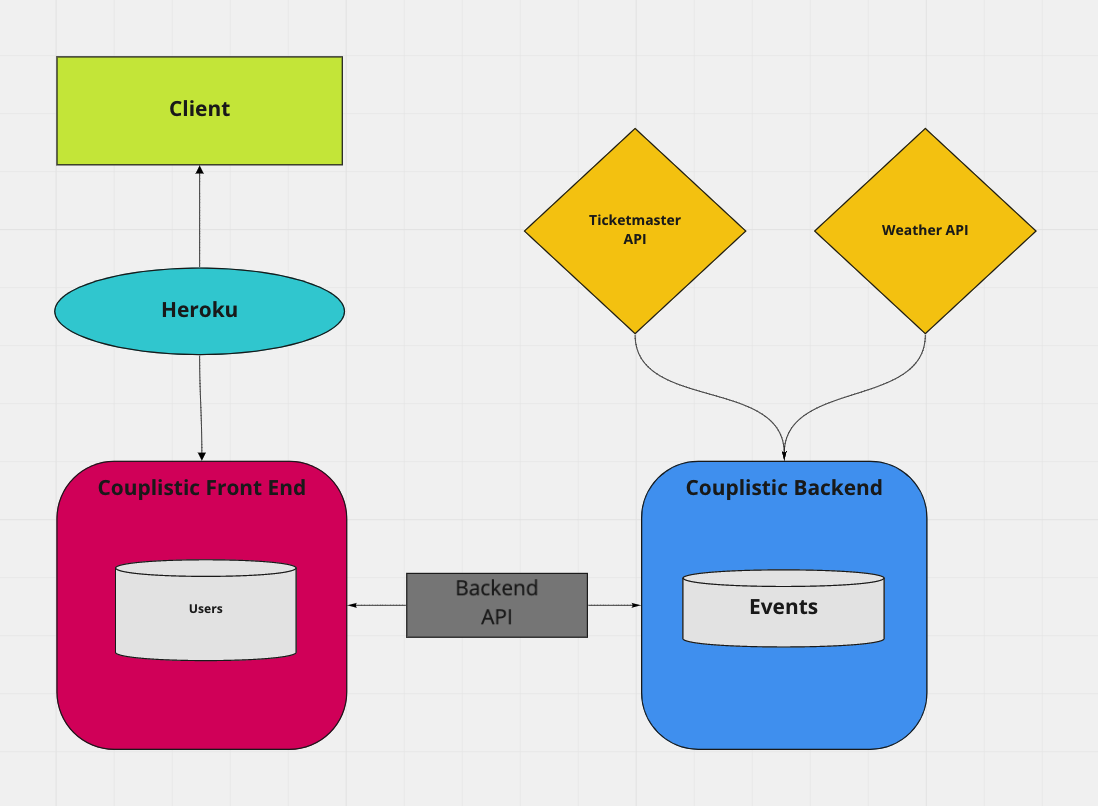 Client
Ticketmaster
API
Weather API
Heroku
Couplistic Front End
Couplistic Backend
Users
Backend
API
Events